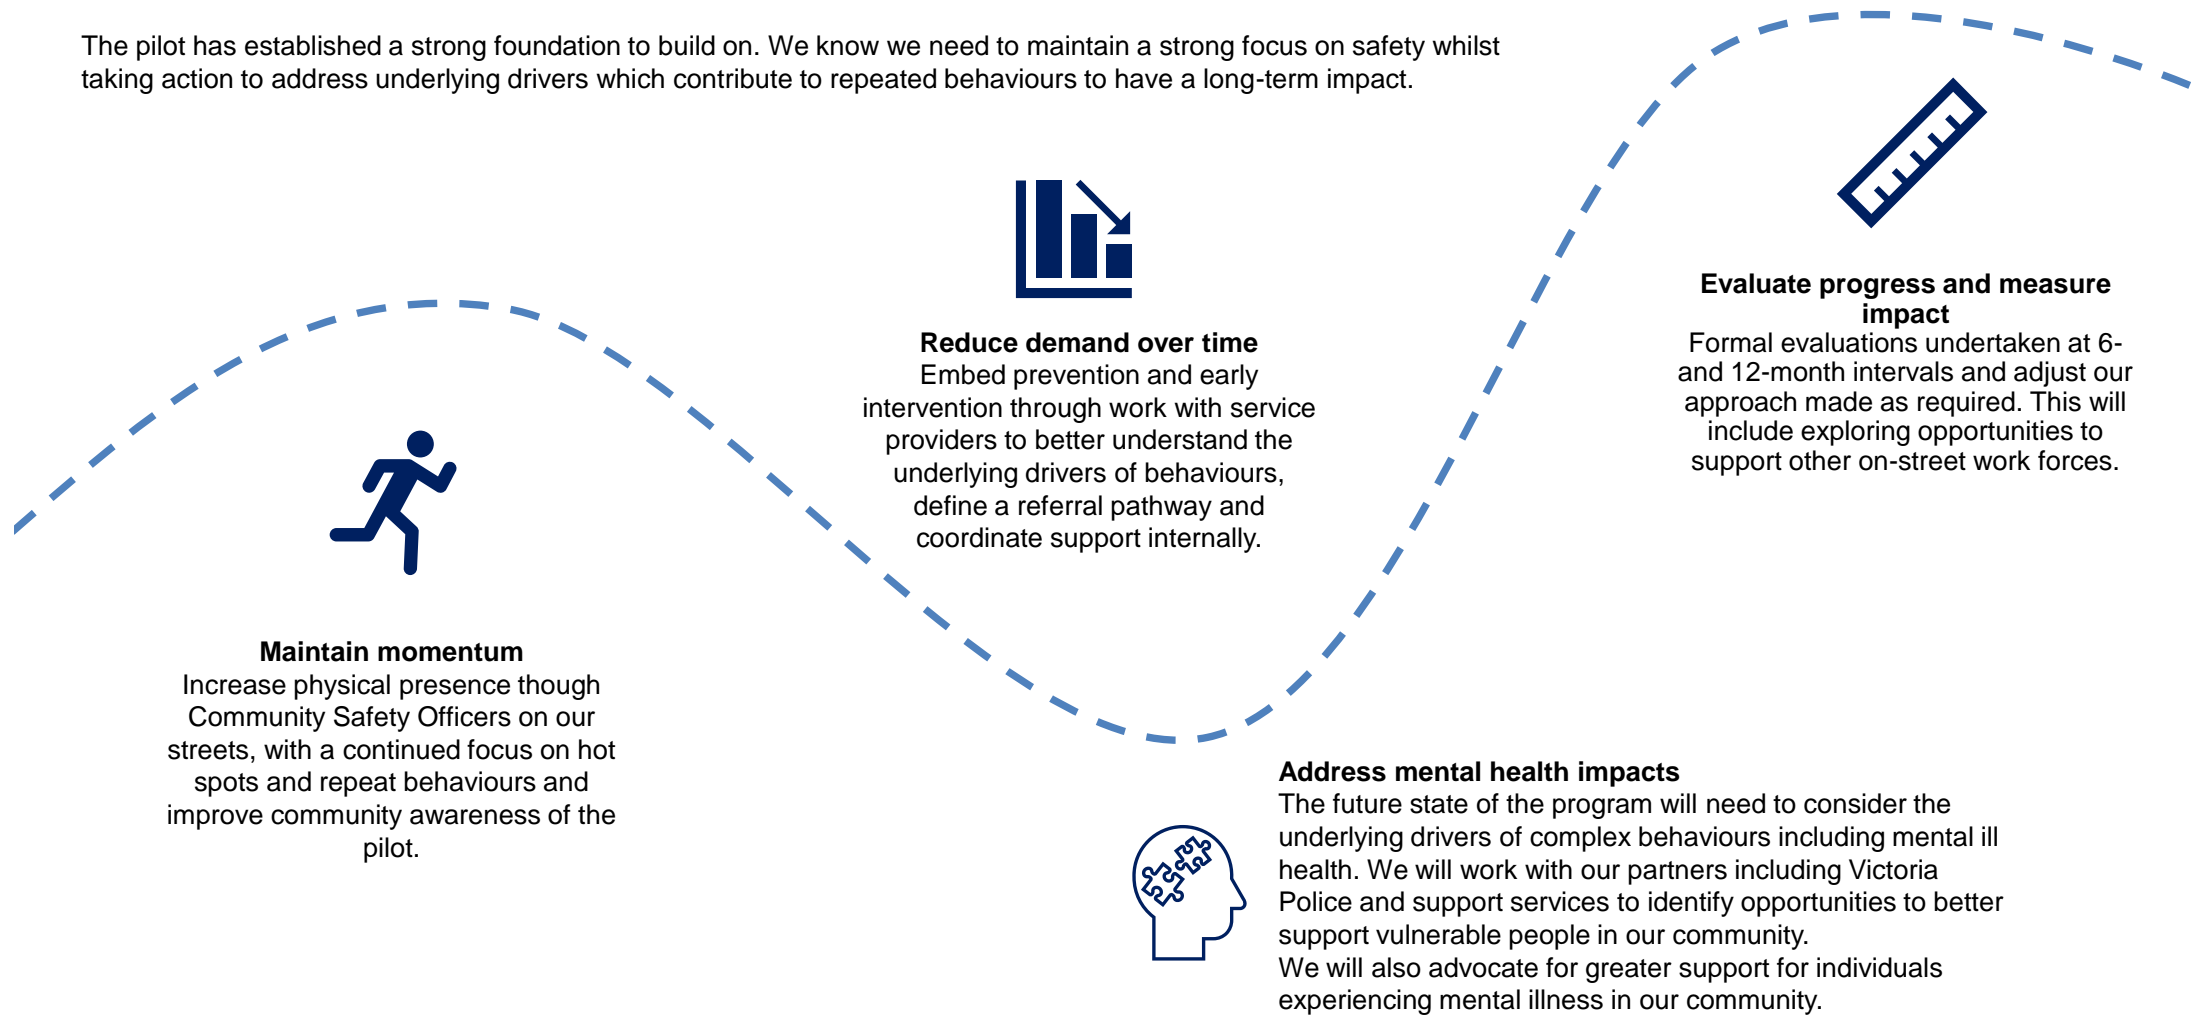 The pilot has established a strong foundation to build on. We know we need to maintain a strong focus on safety whilst
taking action to address underlying drivers which contribute to repeated behaviours to have a long-term impact.
Maintain momentum
Increase physical presence though
Community Safety Officers on our
streets, with a continued focus on hot
spots and repeat behaviours and
improve community awareness of the
pilot.
Reduce demand over time
Embed prevention and early
intervention through work with service
providers to better understand the
underlying drivers of behaviours,
define a referral pathway and
coordinate support internally.
Address mental health impacts
The future state of the program will need to consider the
underlying drivers of complex behaviours including mental ill
health. We will work with our partners including Victoria
Police and support services to identify opportunities to better
support vulnerable people in our community.
We will also advocate for greater support for individuals
experiencing mental illness in our community.
Evaluate progress and measure
impact
Formal evaluations undertaken at 6-
and 12-month intervals and adjust our
approach made as required. This will
include exploring opportunities to
support other on-street work forces.